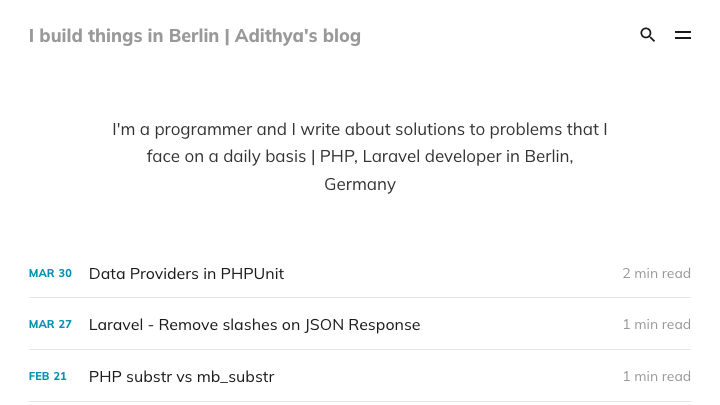 I build things in Berlin | Adithya's blog
I'm a programmer and I write about solutions to problems that I
face on a daily basis | PHP, Laravel developer in Berlin,
Germany
MAR 30 Data Providers in PHPUnit 2 min read
MAR 27 Laravel - Remove slashes on JSON Response 1 min read
FEB 21 PHP substr vs mb_substr 1 min read